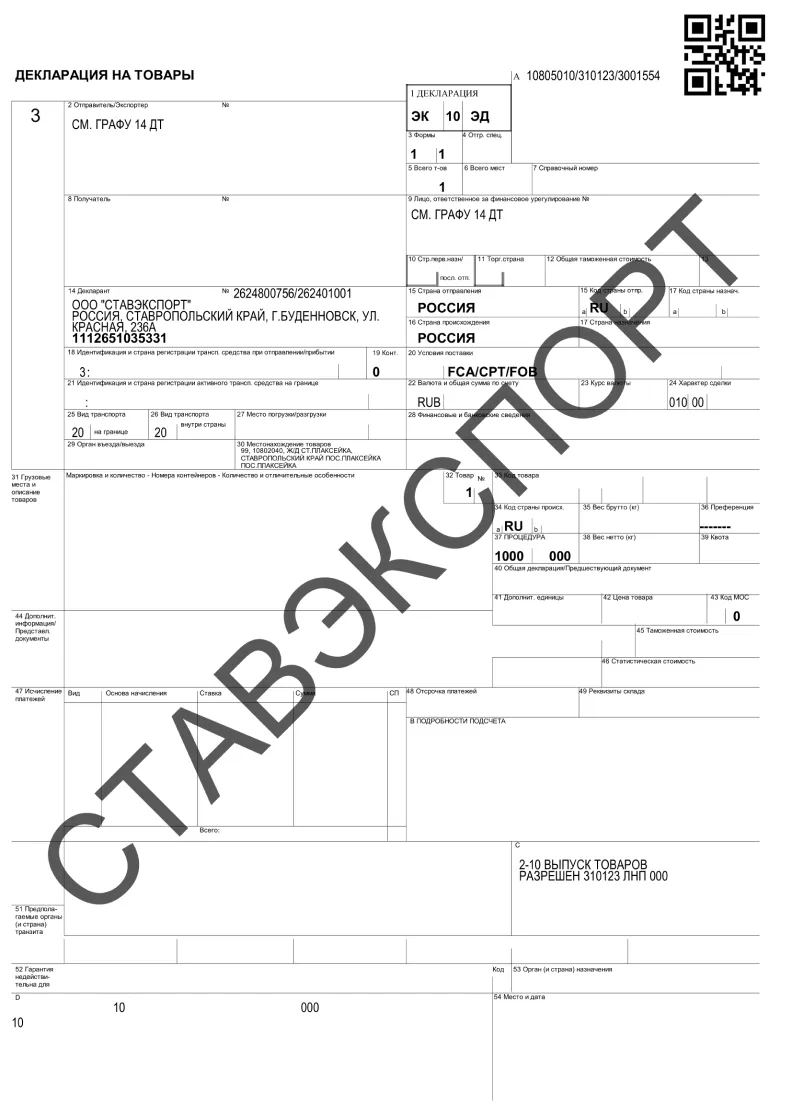 ДЕКЛАРАЦИЯ НА ТОВАРЫ
А 10805010/310123/3001554
1 ДЕКЛАРАЦИЯ
ЭК 10 ЭД
3
2 Отправитель/Экспортер №
СМ. ГРАФУ 14 ДТ
3 Формы 4 Отгр. спец.
1 1
5 Всего т-ов 6 Всего мест 7 Справочный номер
1
8 Получатель №
9 Лицо, ответственное за финансовое урегулирование №
СМ. ГРАФУ 14 ДТ
10 Стр.перв.назн/ 11 Торг.страна 12 Общая таможенная стоимость 13
посл. отп.
14 Декларант № 2624800756/262401001
ООО "СТАВЭКСПОРТ"
РОССИЯ, СТАВРОПОЛЬСКИЙ КРАЙ, Г.БУДЕННОВСК, УЛ.
КРАСНАЯ, 236А
1112651035331
15 Страна отправления 15 Код страны отпр. 17 Код страны назнач.
РОССИЯ a RU b a b
16 Страна происхождения 17 Страна назначения
РОССИЯ
18 Идентификация и страна регистрации трансп. средства при отправлении/прибытии 19 Конт.
3: 0
20 Условия поставки
FCA/CPT/FOB
21 Идентификация и страна регистрации активного трансп. средства на границе
:
22 Валюта и общая сумма по счету 23 Курс валюты 24 Характер сделки
RUB 010 00
25 Вид транспорта 26 Вид транспорта 27 Место погрузки/разгрузки
20 на границе 20 внутри страны
28 Финансовые и банковские сведения
29 Орган въезда/выезда
30 Местонахождение товаров
99, 10802040, Ж/Д СТ.ПЛАКСЕЙКА,
СТАВРОПОЛЬСКИЙ КРАЙ ПОС.ПЛАКСЕЙКА
ПОС.ПЛАКСЕЙКА
31 Грузовые
места и
описание
товаров
Маркировка и количество - Номера контейнеров - Количество и отличительные особенности
32 Товар № 33 Код товара
1
34 Код страны происх. 35 Вес брутто (кг) 36 Преференция
a RU b -------
37 ПРОЦЕДУРА 38 Вес нетто (кг) 39 Квота
1000 000
40 Общая декларация/Предшествующий документ
41 Дополнит. единицы 42 Цена товара 43 Код МОС
0
44 Дополнит.
информация/
Представл.
документы
45 Таможенная стоимость
46 Статистическая стоимость
47 Исчисление
платежей
Вид Основа начисления Ставка Сумма СП
48 Отсрочка платежей 49 Реквизиты склада
В ПОДРОБНОСТИ ПОДСЧЕТА
Всего:
С
2-10 ВЫПУСК ТОВАРОВ
РАЗРЕШЕН 310123 ЛНП 000
51 Предпола-
гаемые органы
(и страна)
транзита
52 Гарантия
недействи-
тельна для
Код 53 Орган (и страна) назначения
D
10 000
10
54 Место и дата
СТАВЭКСПОРТ